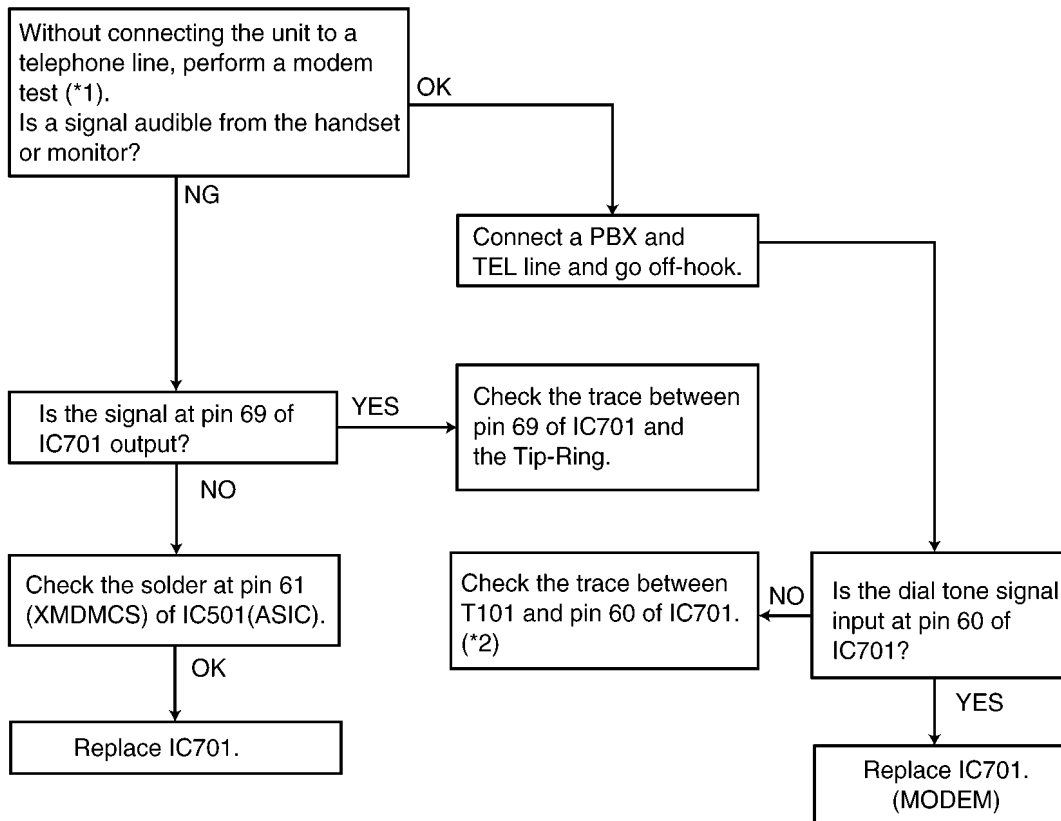 Without connecting the unit to a
telephone line, perform a modem
test (*1).
Is a signal audible from the handset
or monitor?
OK
NG
Connect a PBX and
TEL line and go off-hook.
Is the signal at pin 69 of
IC701 output?
YES
Check the trace between
pin 69 of IC701 and
the Tip-Ring.
NO
Check the solder at pin 61
(XMDMCS) of IC501(ASIC).
OK
Replace IC701.
Check the trace between
T101 and pin 60 of IC701.
(*2)
NO
Is the dial tone signal
input at pin 60 of
IC701?
YES
Replace IC701.
(MODEM)